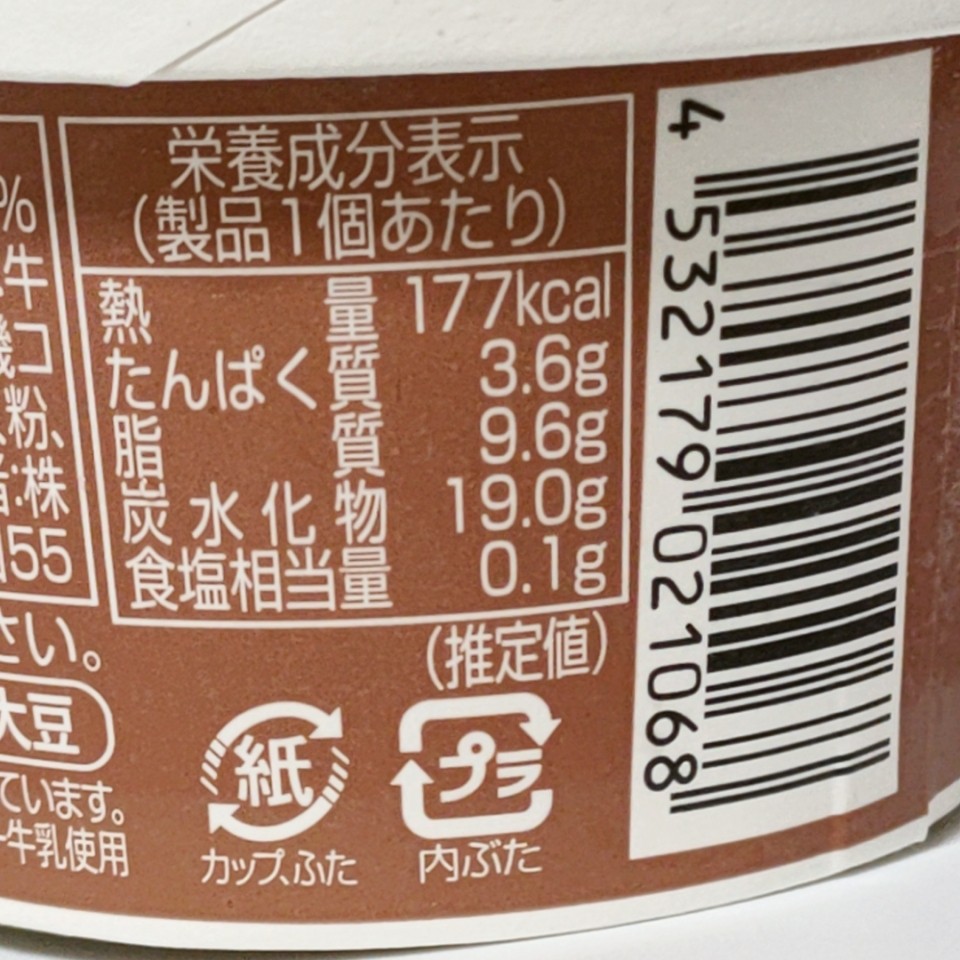 %
牛
機コ
粉、
株
55
さい。
大豆
ています。
牛乳使用
栄養成分表示
(製品1個あたり)
熱量 177kcal
たんぱく質 3.6g
脂質 9.6g
炭水化物 19.0g
食塩相当量 0.1g
(推定値)
紙
カップ、ふた
プラ
内ぶた
4 532179 021068